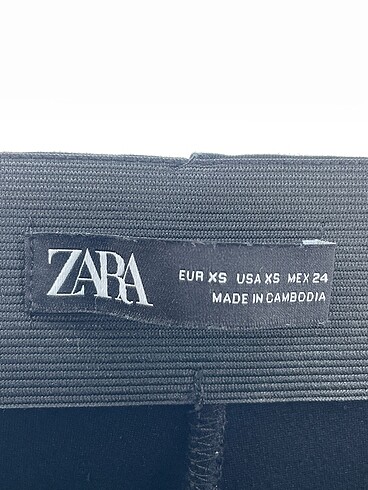 ZARA
EUR XS USA XS MEX 24
MADE IN CAMBODIA